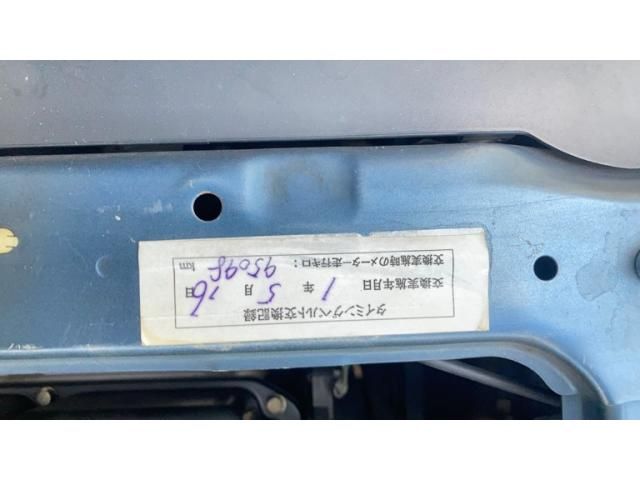 タイミングベルト交換記録
交換実施年月日 1年 5月 16日
交換実施時のメーター走行キロ：95098 km